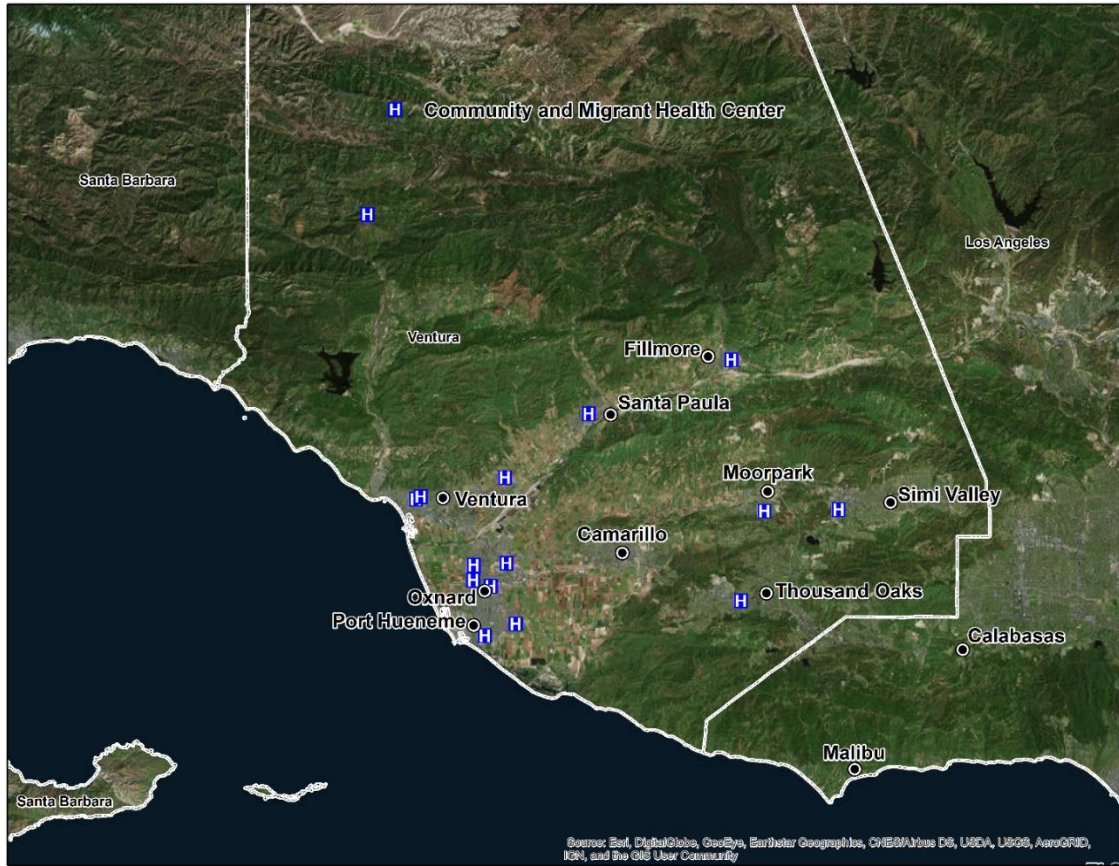 H Community and Migrant Health Center
Santa Barbara
H
Los Angeles
Ventura
Fillmore
H
H
Santa Paula
H
Moorpark
Simi Valley
H
H
Ventura
H
H
Camarillo
H
H
H
H
Oxnard
Thousand Oaks
H
Port Hueneme
H
H
Calabasas
Malibu
Santa Barbara
Source: Esri, DigitalGlobe, GeoEye, Earthstar Geographics, CNES/Airbus DS, USDA, USGS, AeroGRID,
IGN, and the GIS User Community